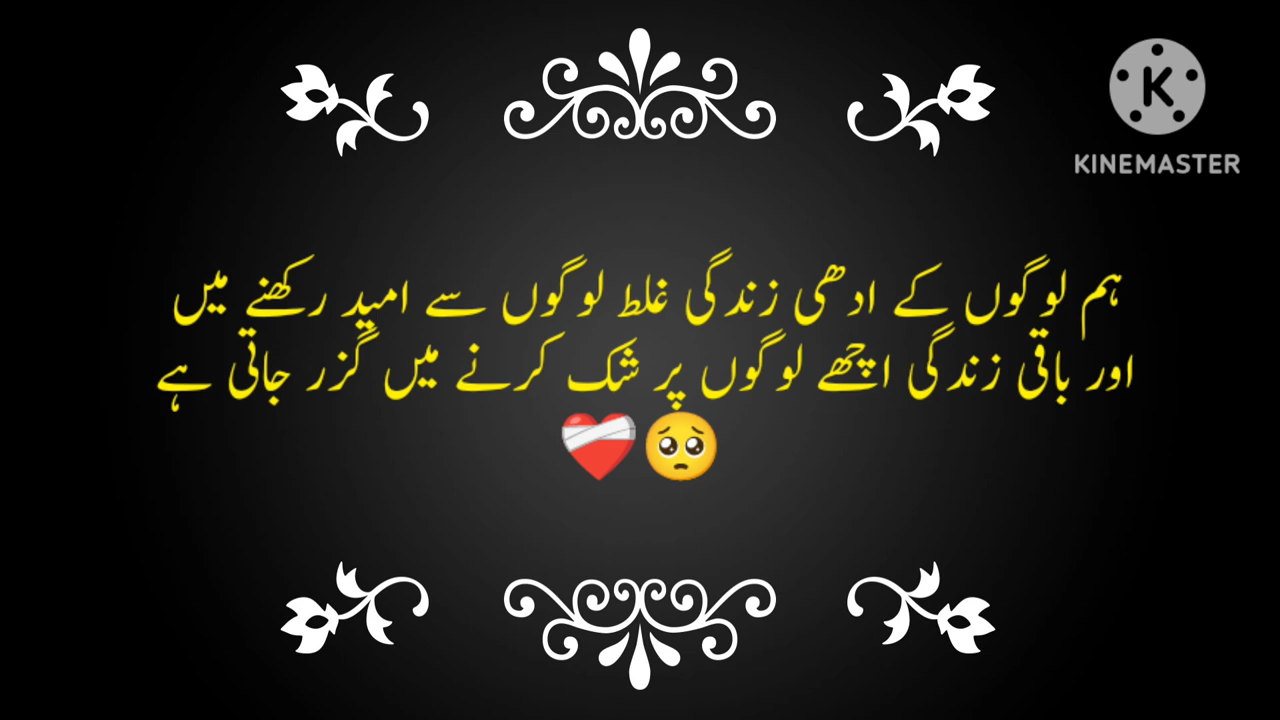 KINEMASTER
ہم لوگوں کے ادھی زندگی غلط لوگوں سے امید رکھنے میں
اور باقی زندگی اچھے لوگوں پر شک کرنے میں گزر جاتی ہے
🥺❤️‍🩹